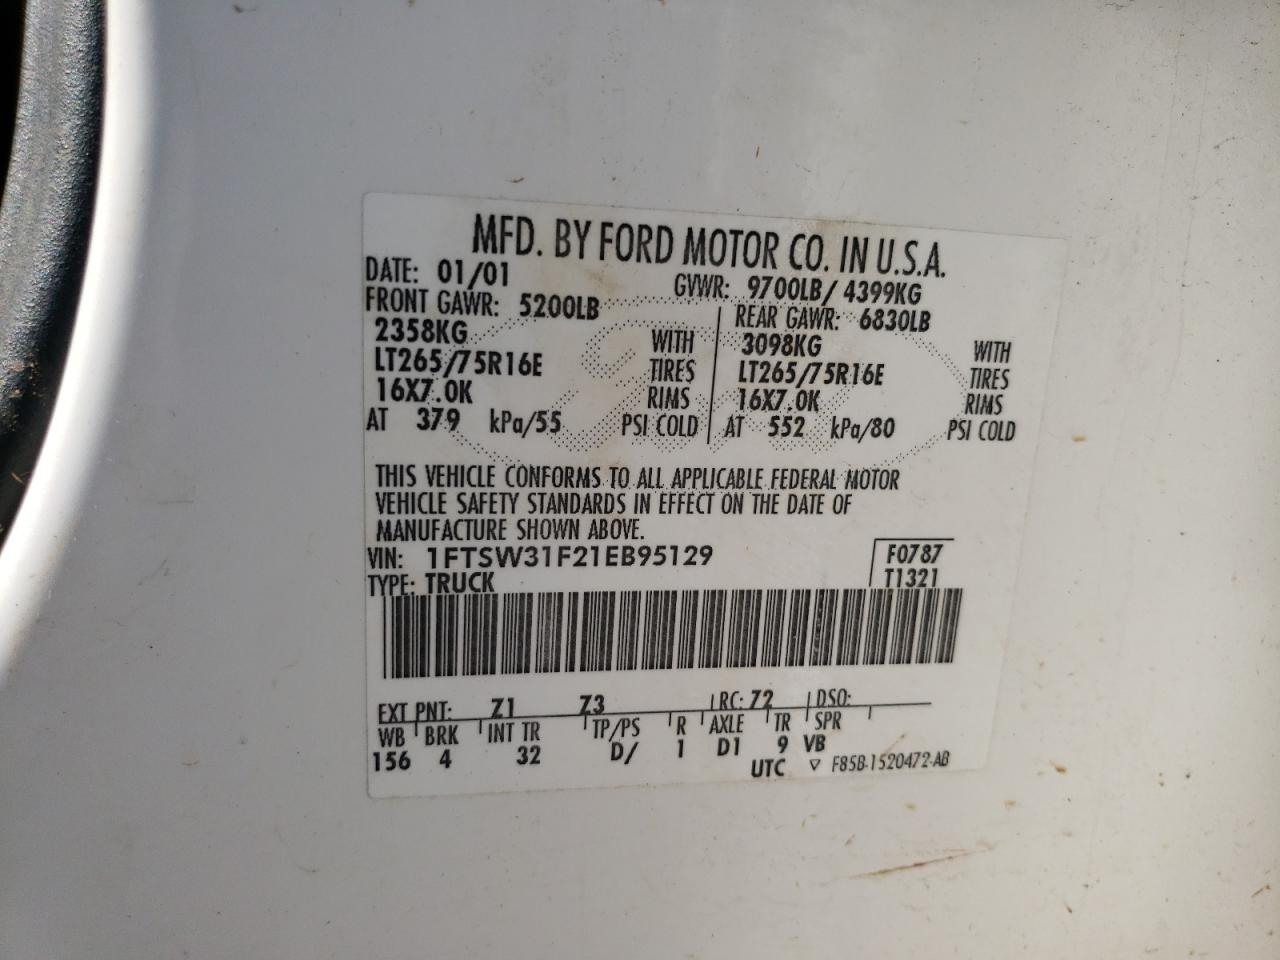 MFD. BY FORD MOTOR CO. IN U.S.A.
DATE: 01/01 GVWR: 9700LB/ 4399KG
FRONT GAWR: 5200LB REAR GAWR: 6830LB
2358KG WITH 3098KG WITH
LT265/75R16E TIRES LT265/75R16E TIRES
16X7.0K RIMS 16X7.0K RIMS
AT 379 kPa/55 PSI COLD AT 552 kPa/80 PSI COLD
THIS VEHICLE CONFORMS TO ALL APPLICABLE FEDERAL MOTOR
VEHICLE SAFETY STANDARDS IN EFFECT ON THE DATE OF
MANUFACTURE SHOWN ABOVE.
VIN: 1FTSW31F21EB95129 F0787
TYPE: TRUCK T1321
EXT PNT: Z1 Z3 RC: 72 DSO:
WB BRK INT TR TP/PS R AXLE TR SPR
156 4 32 D/ 1 D1 9 VB
UTC ▽ F85B-1520472-AB